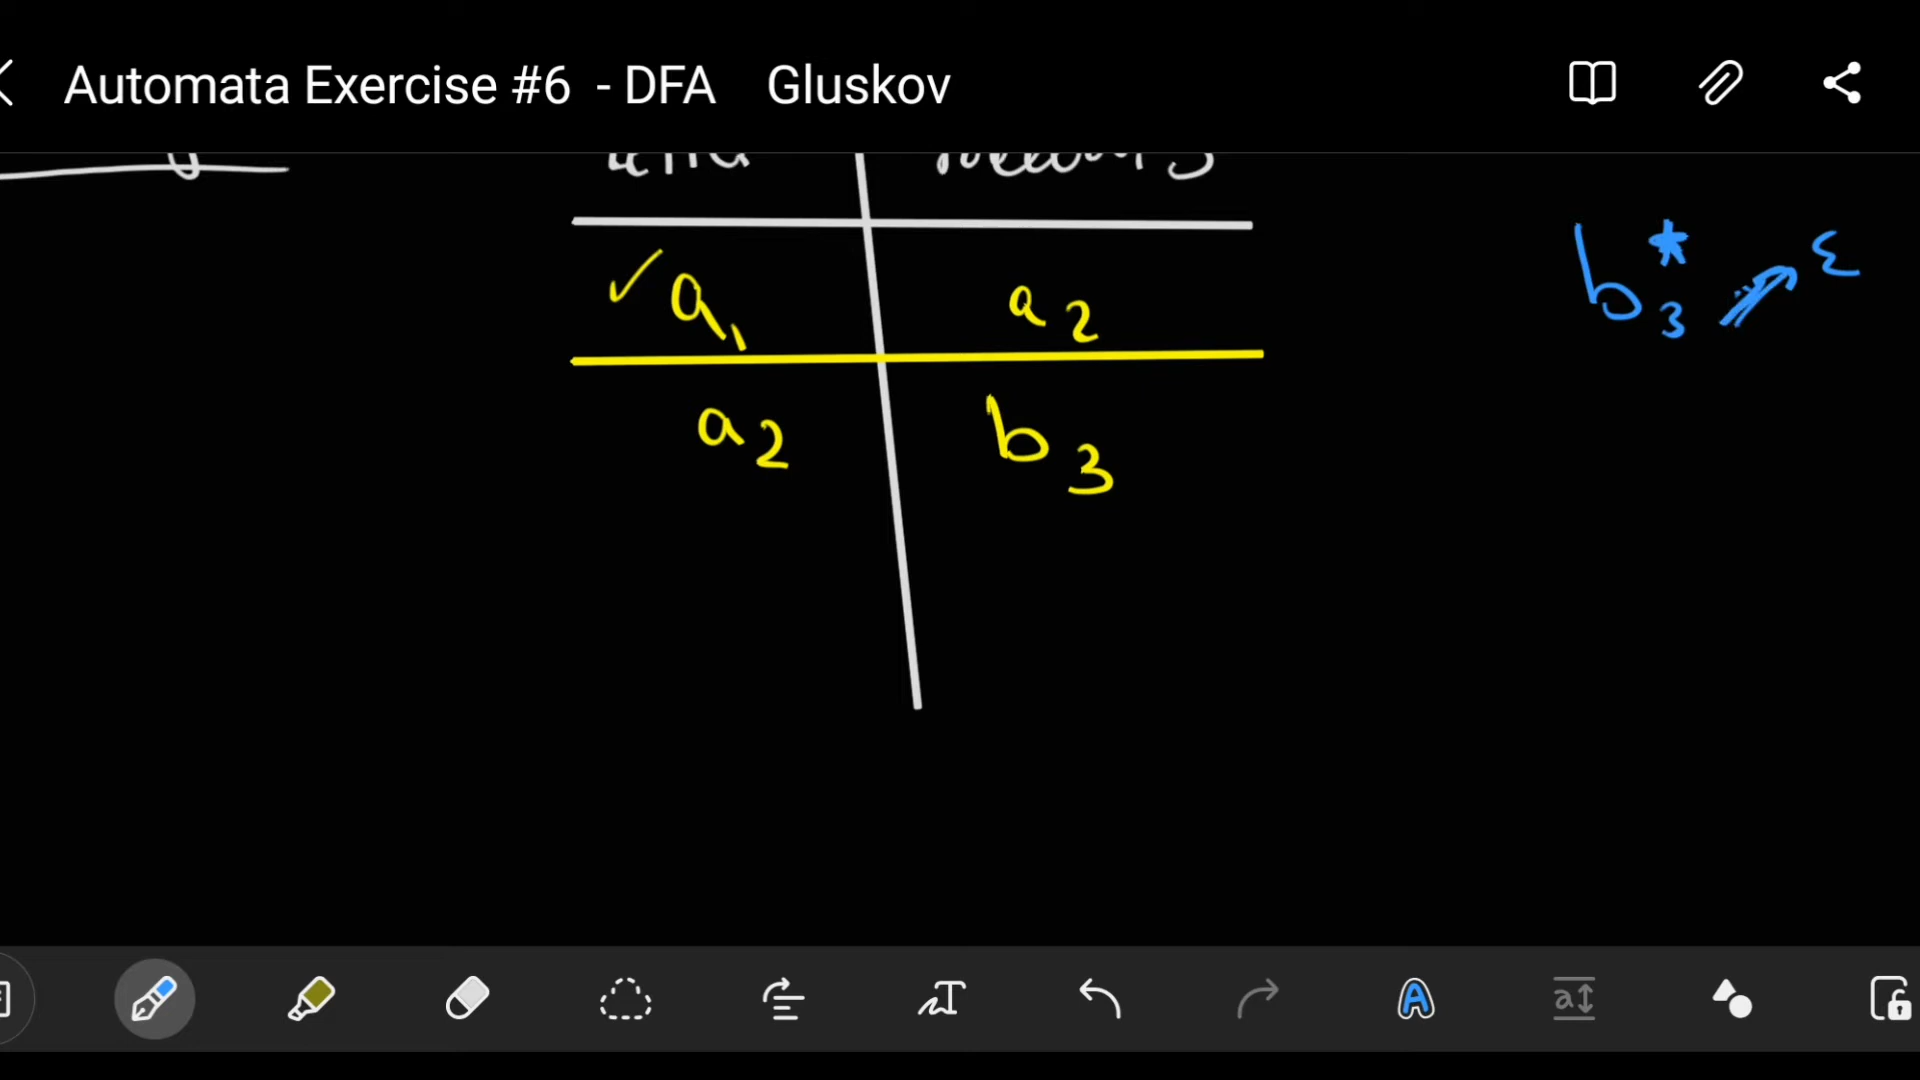 Automata Exercise #6 - DFA Gluskov
b₃* ε
✓ a₁ a₂
a₂ b₃